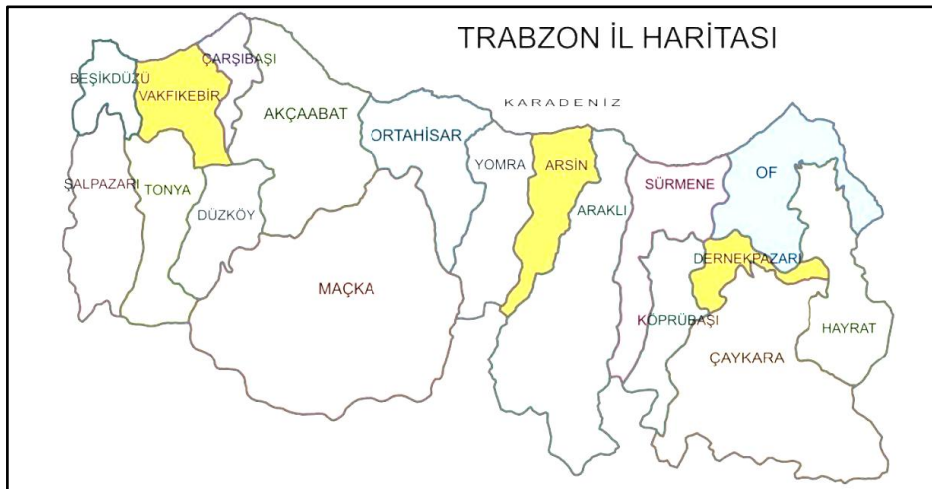 TRABZON İL HARİTASI
ÇARŞIBAŞI
BEŞİKDÜZÜ
VAKFIKEBİR
KARADENİZ
AKÇAABAT
ORTAHİSAR
YOMRA
ARSİN
OF
ŞALPAZARI
TONYA
SÜRMENE
ARAKLI
DÜZKÖY
DERNEKPAZARI
MAÇKA
KÖPRÜBAŞI
HAYRAT
ÇAYKARA